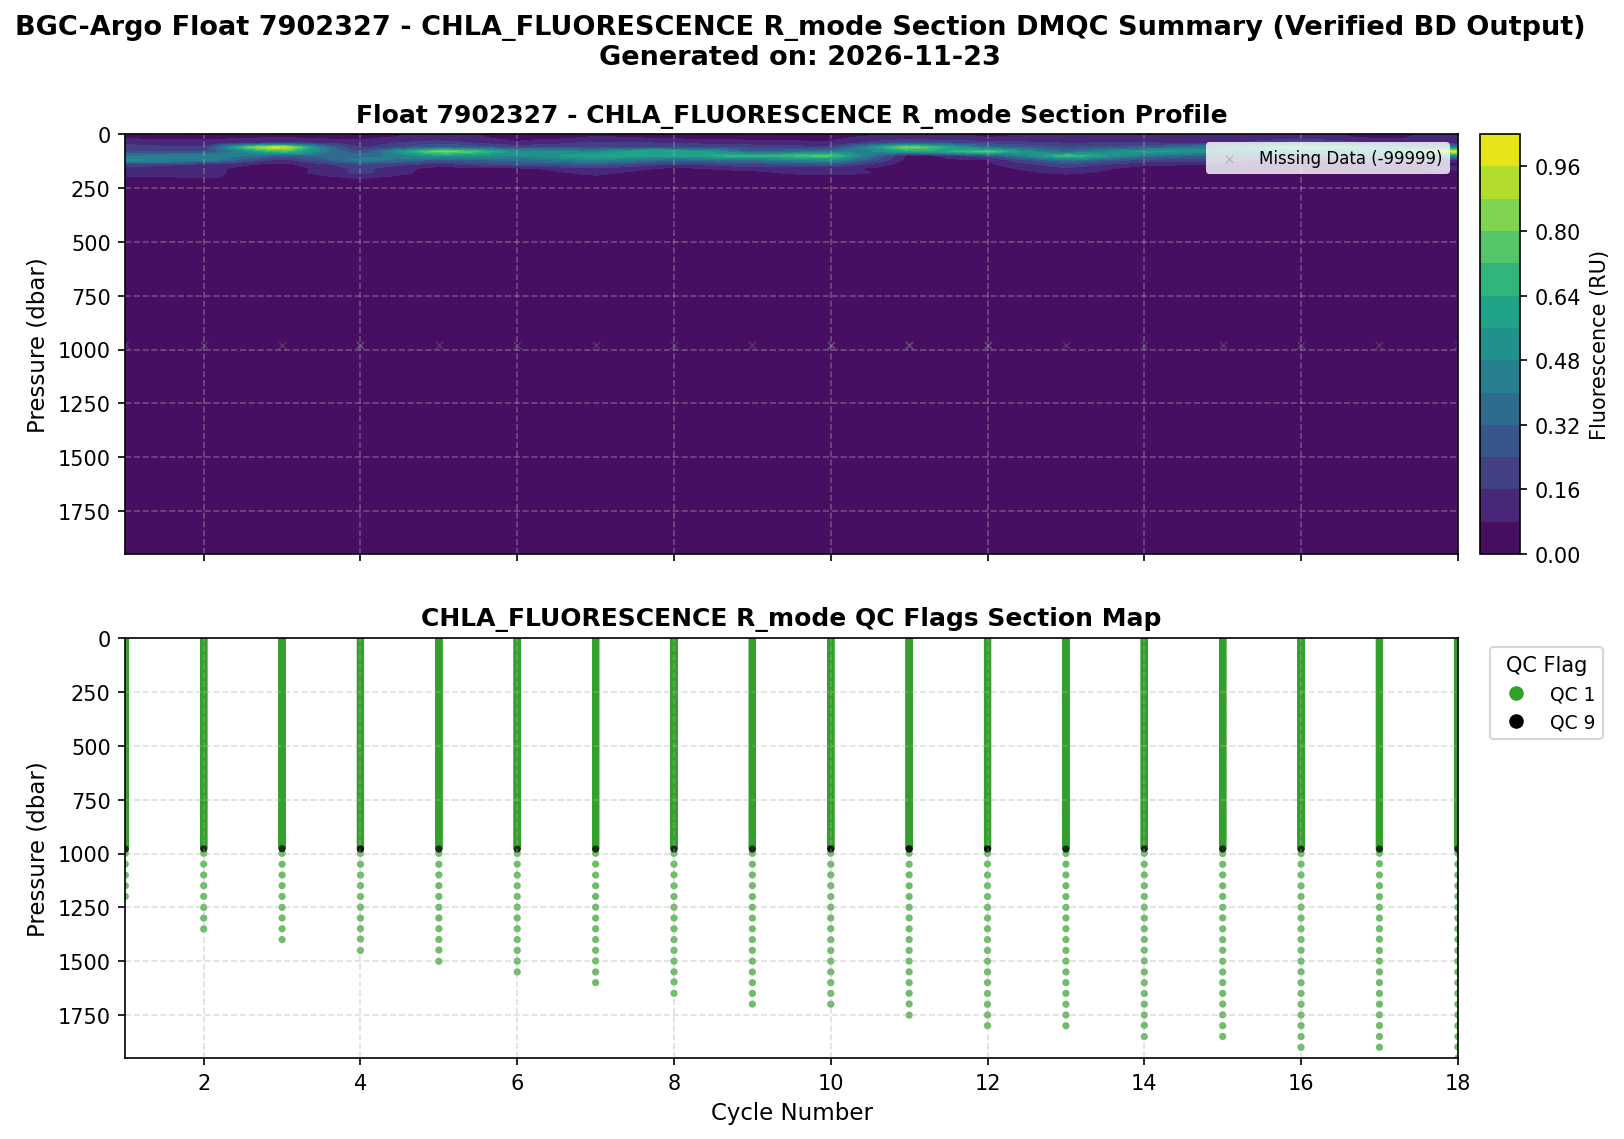 BGC-Argo Float 7902327 - CHLA_FLUORESCENCE R_mode Section DMQC Summary (Verified BD Output)
Generated on: 2026-11-23
Float 7902327 - CHLA_FLUORESCENCE R_mode Section Profile
Pressure (dbar)
0
250
500
750
1000
1250
1500
1750
Missing Data (-99999)
0.96
0.80
0.64
0.48
0.32
0.16
0.00
Fluorescence (RU)
CHLA_FLUORESCENCE R_mode QC Flags Section Map
Pressure (dbar)
0
250
500
750
1000
1250
1500
1750
2
4
6
8
10
12
14
16
18
Cycle Number
QC Flag
QC 1
QC 9